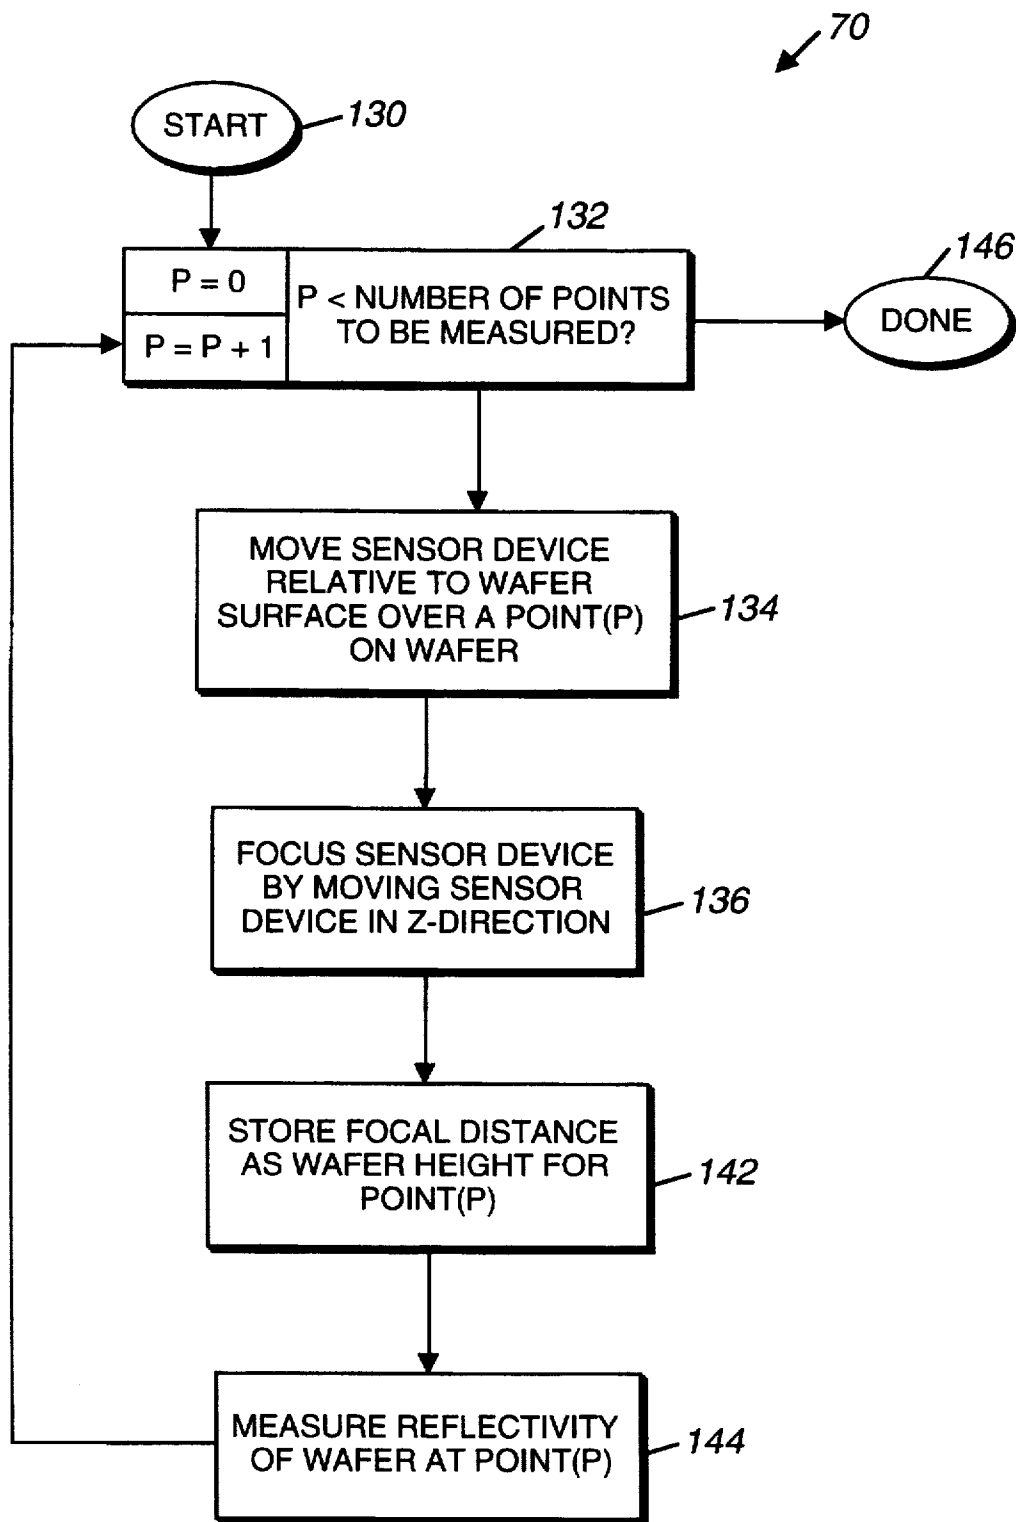 70
START
130
132
P = 0
P = P + 1
P < NUMBER OF POINTS
TO BE MEASURED?
146
DONE
MOVE SENSOR DEVICE
RELATIVE TO WAFER
SURFACE OVER A POINT(P)
ON WAFER
134
FOCUS SENSOR DEVICE
BY MOVING SENSOR
DEVICE IN Z-DIRECTION
136
STORE FOCAL DISTANCE
AS WAFER HEIGHT FOR
POINT(P)
142
MEASURE REFLECTIVITY
OF WAFER AT POINT(P)
144